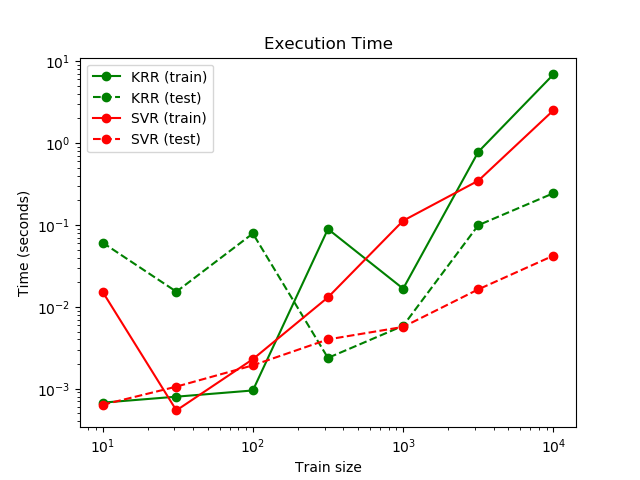 Execution Time
KRR (train)
KRR (test)
SVR (train)
SVR (test)
Time (seconds)
10¹
10⁰
10⁻¹
10⁻²
10⁻³
10¹
10²
10³
10⁴
Train size